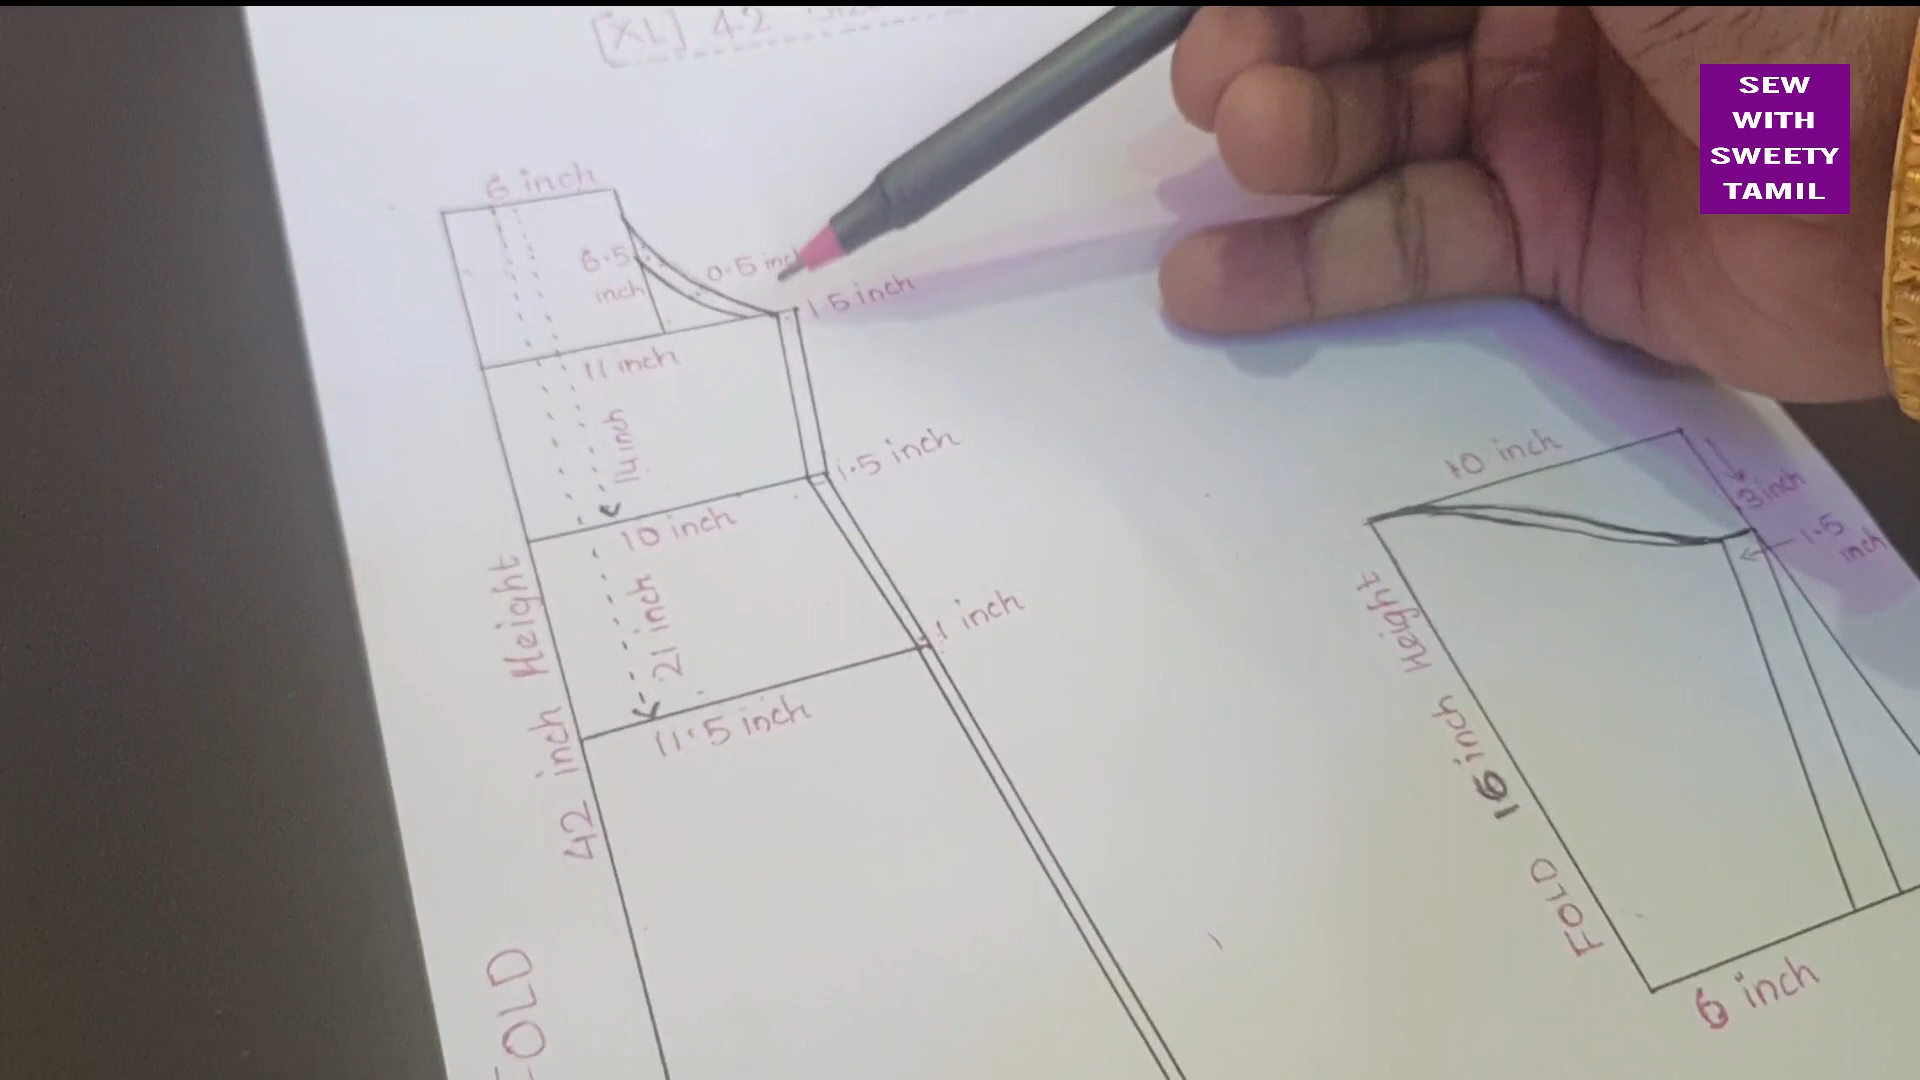 [XL] 42
SEW
WITH
SWEETY
TAMIL
6 inch
6.5
inch
0.5 inch
1.5 inch
11 inch
14 inch
1.5 inch
10 inch
21 inch
1 inch
11.5 inch
42 inch Height
FOLD
10 inch
3 inch
1.5
inch
FOLD 16 inch Height
6 inch